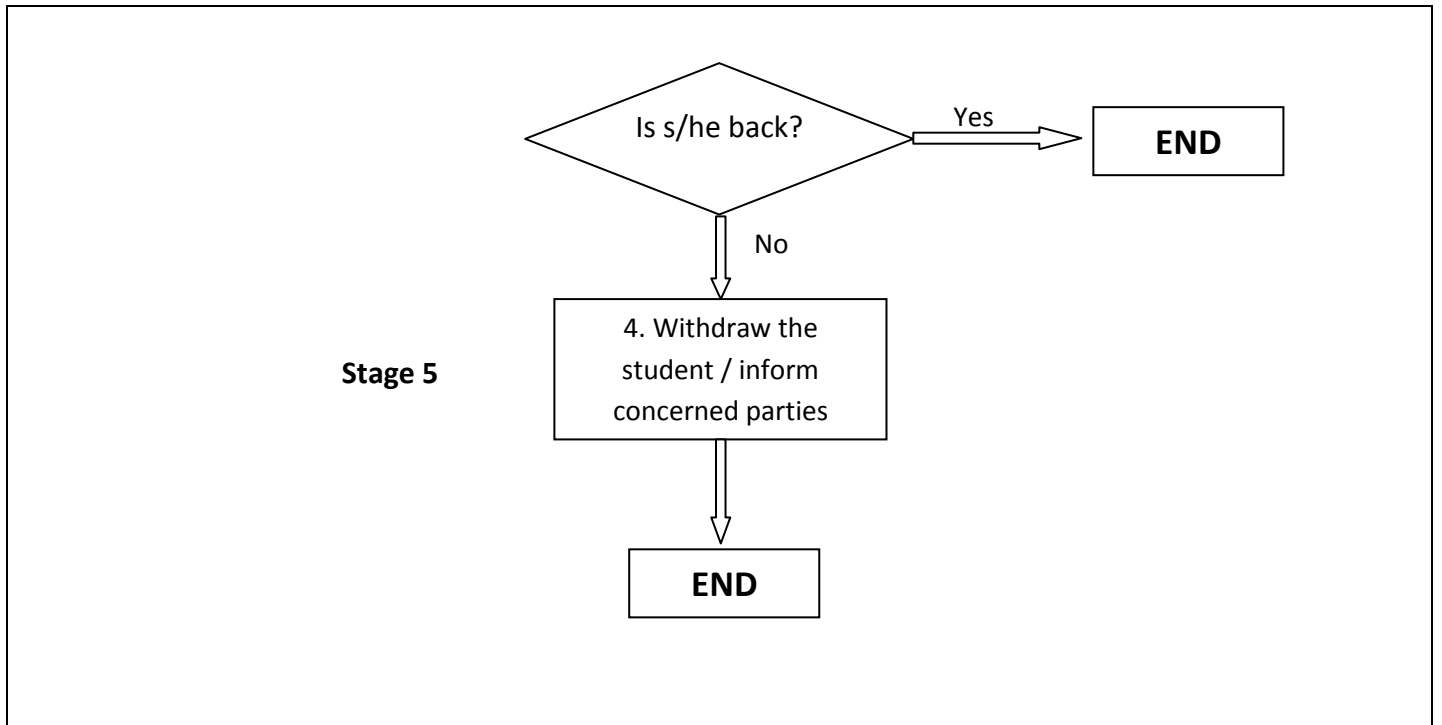 Is s/he back?
Yes
END
No
4. Withdraw the
student / inform
concerned parties
Stage 5
END